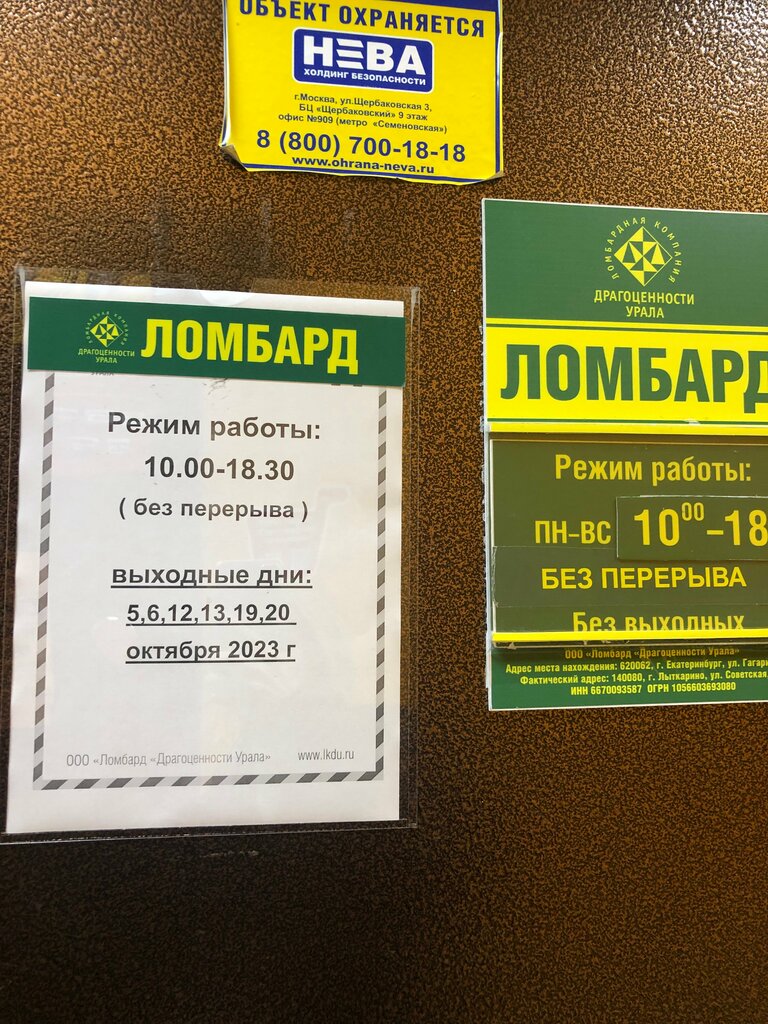 ОБЪЕКТ ОХРАНЯЕТСЯ
НЕВА
ХОЛДИНГ БЕЗОПАСНОСТИ
г.Москва, ул.Щербаковская 3,
БЦ «Щербаковский» 9 этаж
офис №909 (метро «Семеновская»)
8 (800) 700-18-18
www.ohrana-neva.ru
ЛОМБАРДНАЯ КОМПАНИЯ
ДРАГОЦЕННОСТИ
УРАЛА
ЛОМБАРД
Режим работы:
10.00-18.30
( без перерыва )
выходные дни:
5,6,12,13,19,20
октября 2023 г
ООО «Ломбард «Драгоценности Урала» www.lkdu.ru
ЛОМБАРДНАЯ КОМПАНИЯ
ДРАГОЦЕННОСТИ
УРАЛА
ЛОМБАРД
Режим работы:
ПН-ВС 10⁰⁰-18
БЕЗ ПЕРЕРЫВА
Без выходных
ООО «Ломбард «Драгоценности Урала»
Адрес места нахождения: 620062, г. Екатеринбург, ул. Гагари
Фактический адрес: 140080, г. Лыткарино, ул. Советская,
ИНН 6670093587 ОГРН 1056603693080